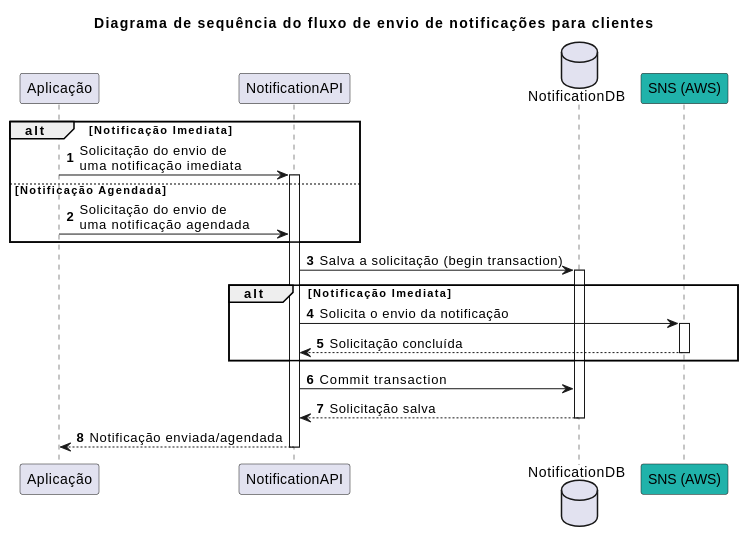 Diagrama de sequência do fluxo de envio de notificações para clientes
Aplicação
NotificationAPI
NotificationDB
SNS (AWS)
alt
[Notificação Imediata]
1 Solicitação do envio de
uma notificação imediata
[Notificação Agendada]
2 Solicitação do envio de
uma notificação agendada
3 Salva a solicitação (begin transaction)
alt
[Notificação Imediata]
4 Solicita o envio da notificação
5 Solicitação concluída
6 Commit transaction
7 Solicitação salva
8 Notificação enviada/agendada
Aplicação
NotificationAPI
NotificationDB
SNS (AWS)